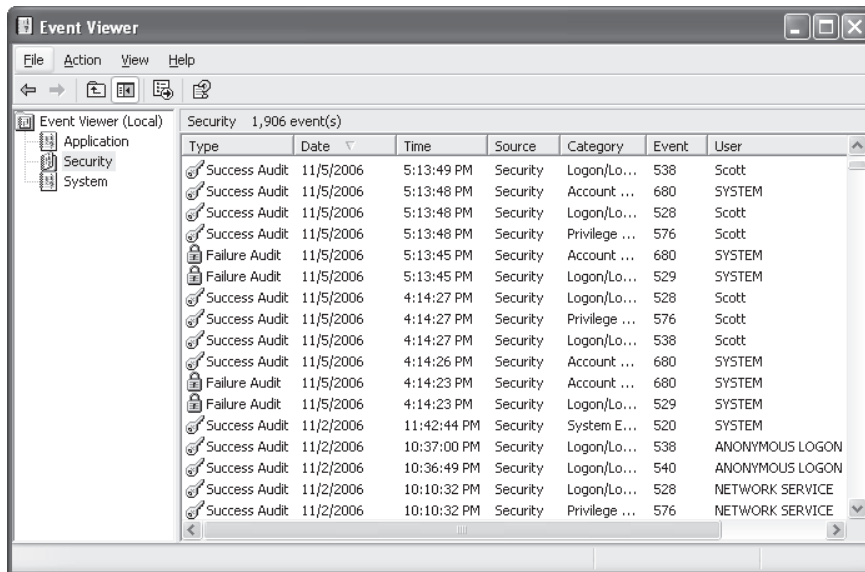 Event Viewer
File Action View Help
Event Viewer (Local)
Application
Security
System
Security 1,906 event(s)
Type Date Time Source Category Event User
Success Audit 11/5/2006 5:13:49 PM Security Logon/Lo... 538 Scott
Success Audit 11/5/2006 5:13:48 PM Security Account ... 680 SYSTEM
Success Audit 11/5/2006 5:13:48 PM Security Logon/Lo... 528 Scott
Success Audit 11/5/2006 5:13:48 PM Security Privilege ... 576 Scott
Failure Audit 11/5/2006 5:13:45 PM Security Account ... 680 SYSTEM
Failure Audit 11/5/2006 5:13:45 PM Security Logon/Lo... 529 SYSTEM
Success Audit 11/5/2006 4:14:27 PM Security Logon/Lo... 528 Scott
Success Audit 11/5/2006 4:14:27 PM Security Privilege ... 576 Scott
Success Audit 11/5/2006 4:14:27 PM Security Logon/Lo... 538 Scott
Success Audit 11/5/2006 4:14:26 PM Security Account ... 680 SYSTEM
Failure Audit 11/5/2006 4:14:23 PM Security Account ... 680 SYSTEM
Failure Audit 11/5/2006 4:14:23 PM Security Logon/Lo... 529 SYSTEM
Success Audit 11/2/2006 11:42:44 PM Security System E... 520 SYSTEM
Success Audit 11/2/2006 10:37:00 PM Security Logon/Lo... 538 ANONYMOUS LOGON
Success Audit 11/2/2006 10:36:49 PM Security Logon/Lo... 540 ANONYMOUS LOGON
Success Audit 11/2/2006 10:10:32 PM Security Logon/Lo... 528 NETWORK SERVICE
Success Audit 11/2/2006 10:10:32 PM Security Privilege ... 576 NETWORK SERVICE